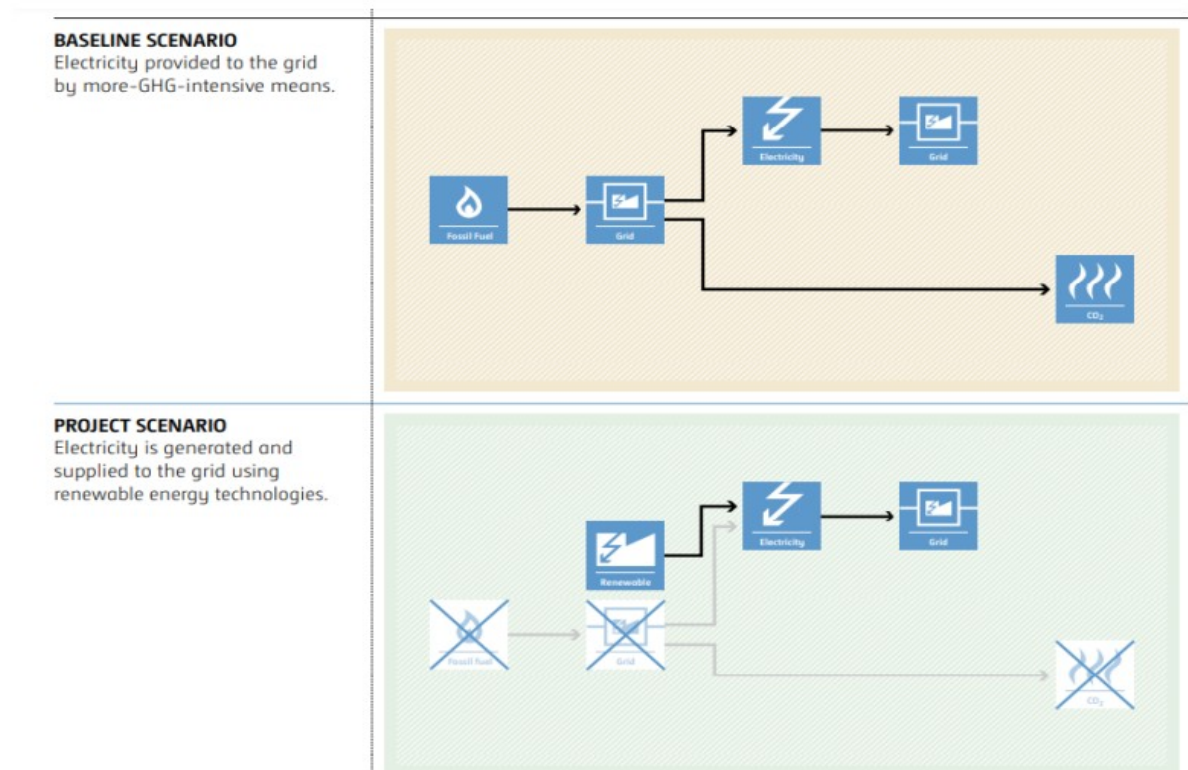 BASELINE SCENARIO
Electricity provided to the grid
by more-GHG-intensive means.
Electricity
Grid
Fossil Fuel
Grid
CO₂
PROJECT SCENARIO
Electricity is generated and
supplied to the grid using
renewable energy technologies.
Electricity
Grid
Renewable
Fossil fuel
Grid
CO₂